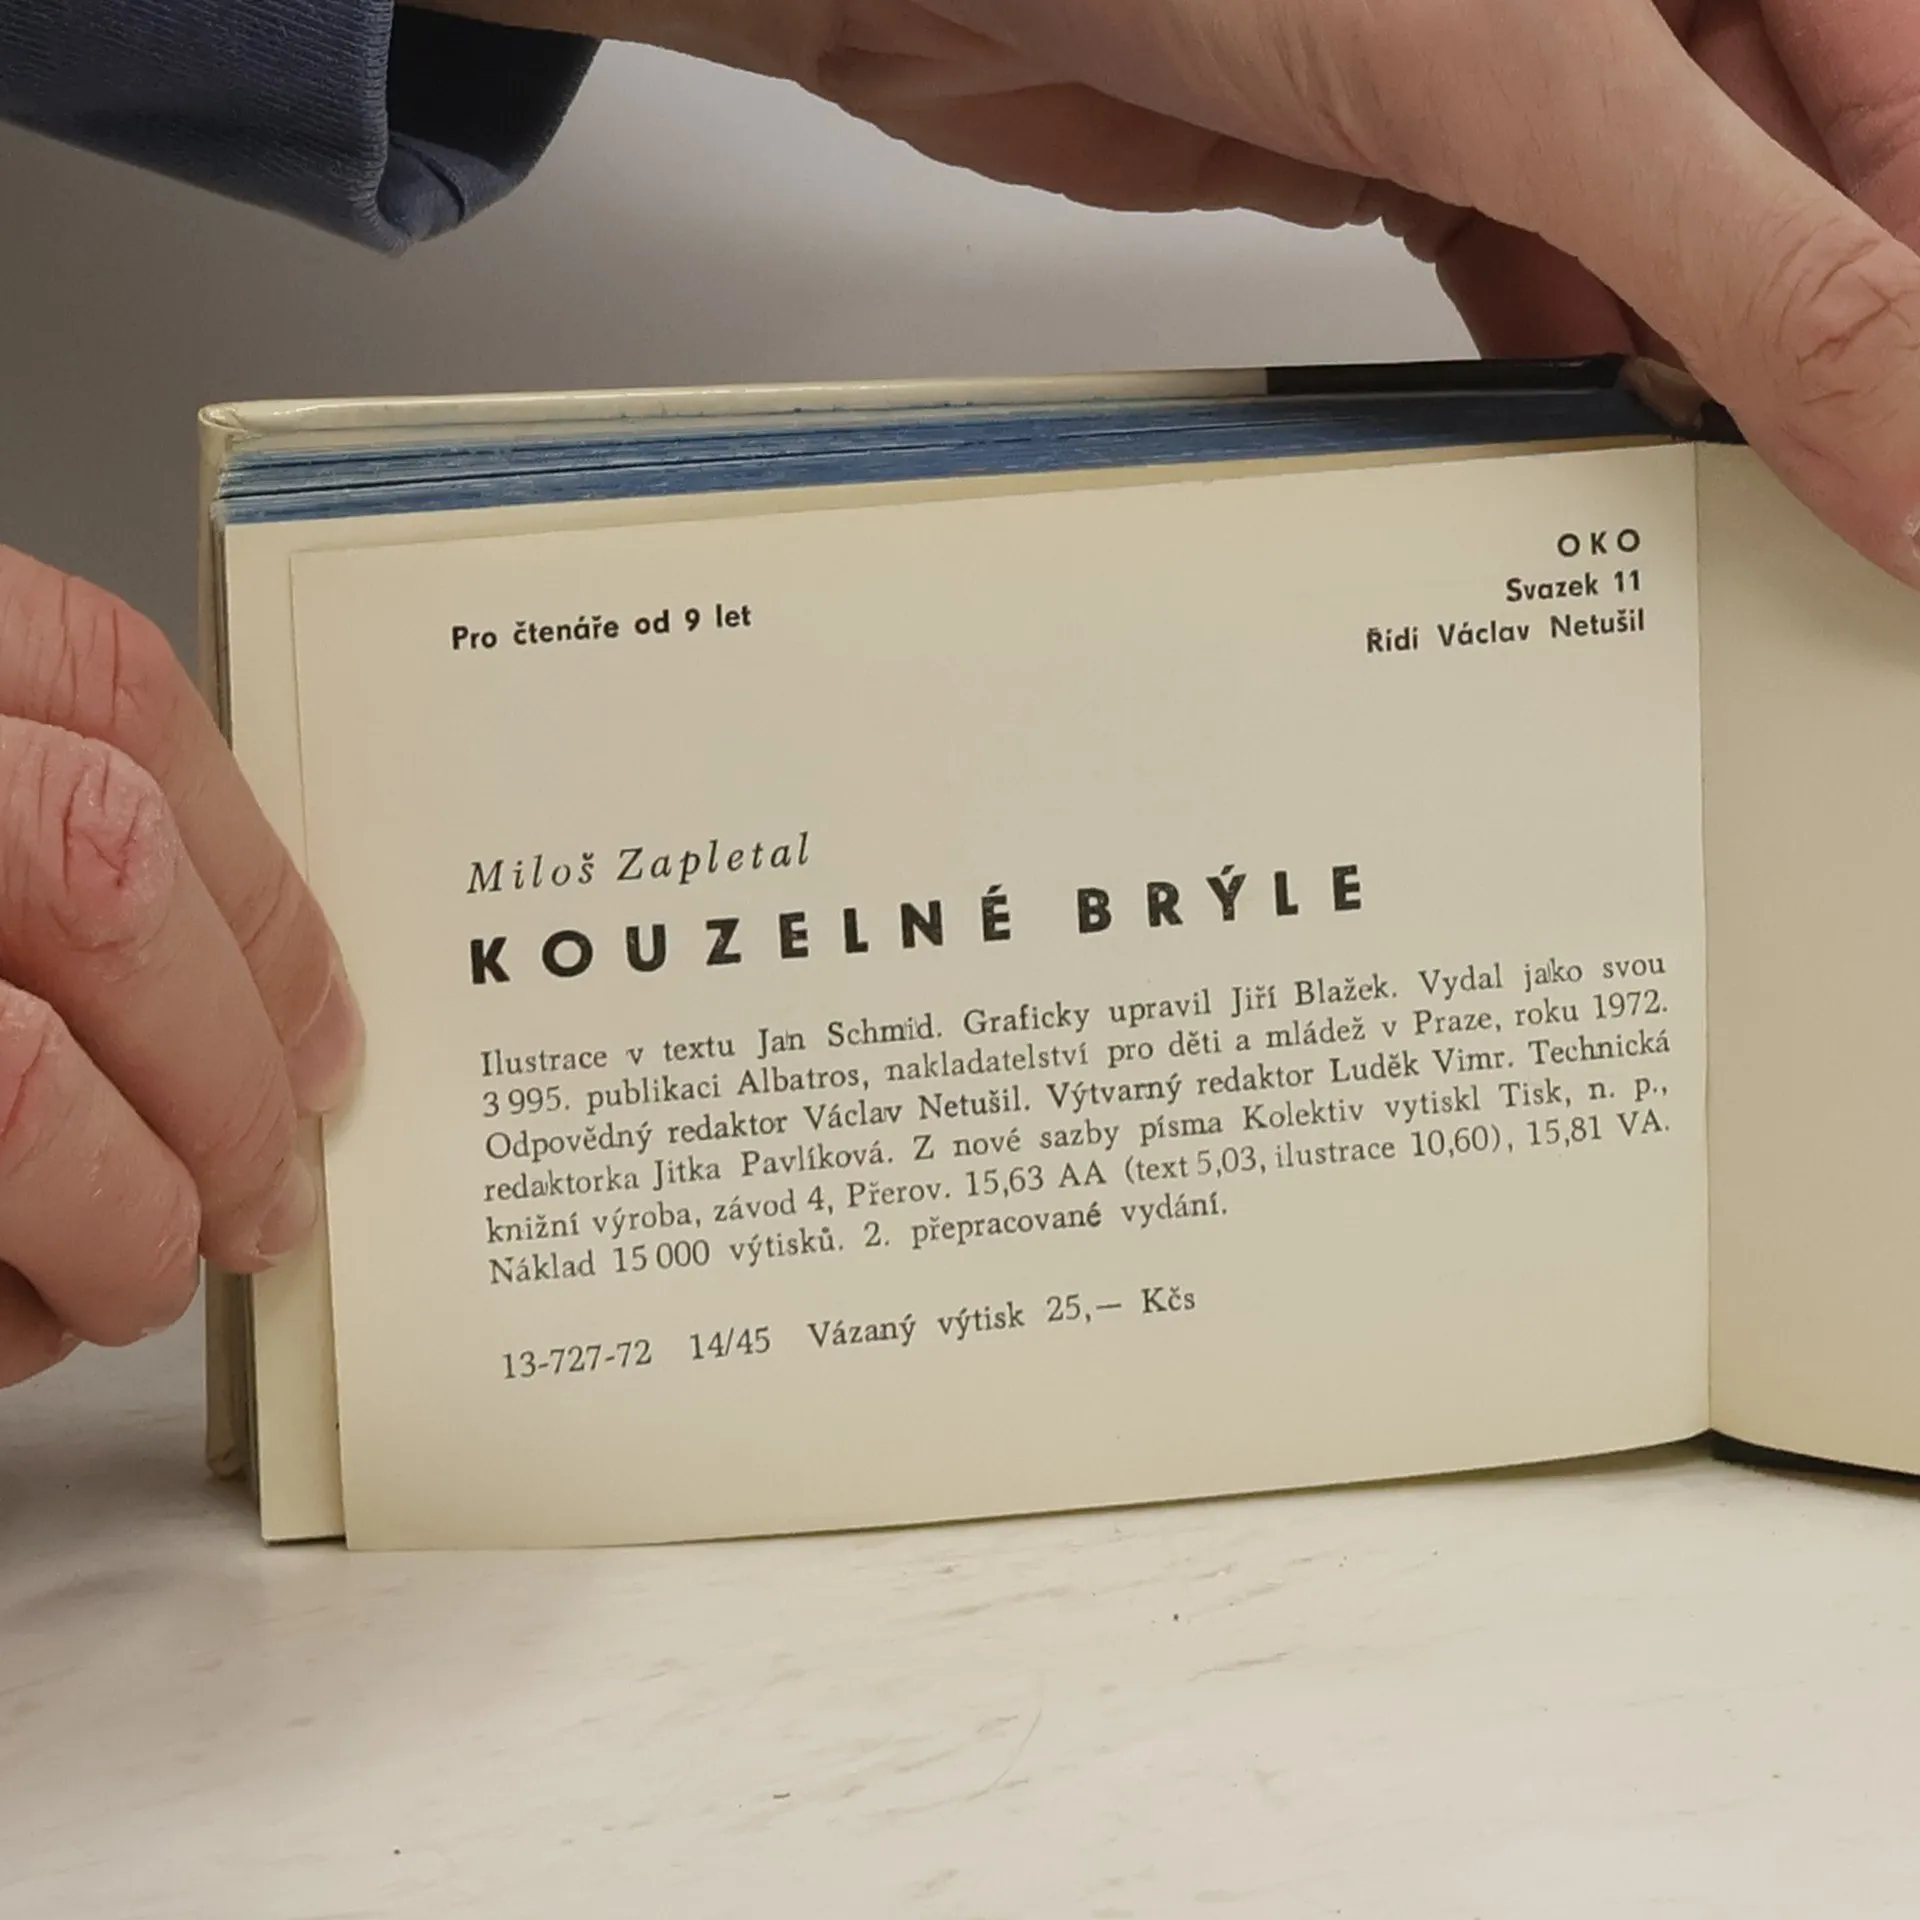 Pro čtenáře od 9 let
OKO
Svazek 11
Řídí Václav Netušil
Miloš Zapletal
KOUZELNÉ BRÝLE
Ilustrace v textu Jan Schmid. Graficky upravil Jiří Blažek. Vydal jako svou
3 995. publikaci Albatros, nakladatelství pro děti a mládež v Praze, roku 1972.
Odpovědný redaktor Václav Netušil. Výtvarný redaktor Luděk Vimr. Technická
redaktorka Jitka Pavlíková. Z nové sazby písma Kolektiv vytiskl Tisk, n. p.,
knižní výroba, závod 4, Přerov. 15,63 AA (text 5,03, ilustrace 10,60), 15,81 VA.
Náklad 15 000 výtisků. 2. přepracované vydání.
13-727-72 14/45 Vázaný výtisk 25,— Kčs